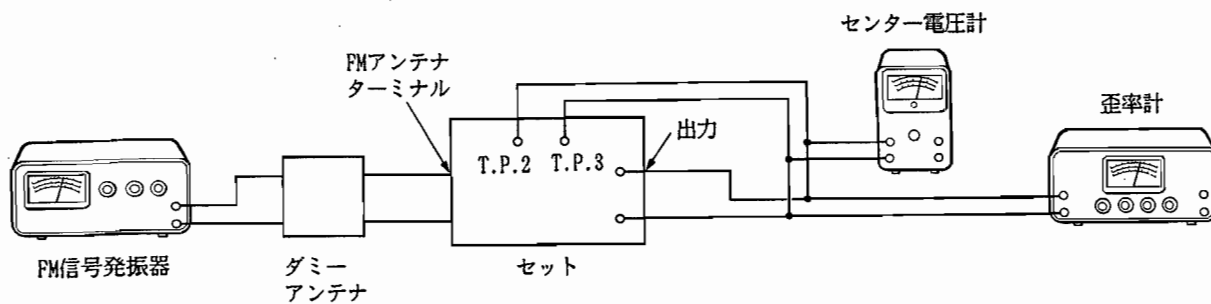 センター電圧計
FMアンテナ
ターミナル
歪率計
出力
T.P.2 T.P.3
FM信号発振器
ダミー
アンテナ
セット